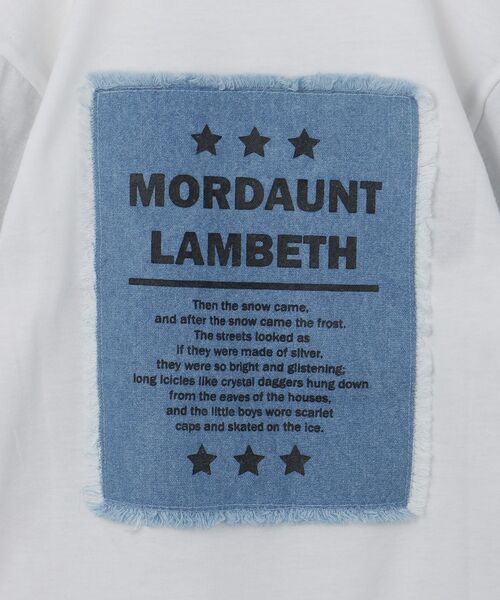 MORDAUNT
LAMBETH
Then the snow came,
and after the snow came the frost.
The streets looked as
if they were made of silver,
they were so bright and glistening;
long icicles like crystal daggers hung down
from the eaves of the houses,
and the little boys wore scarlet
caps and skated on the ice.